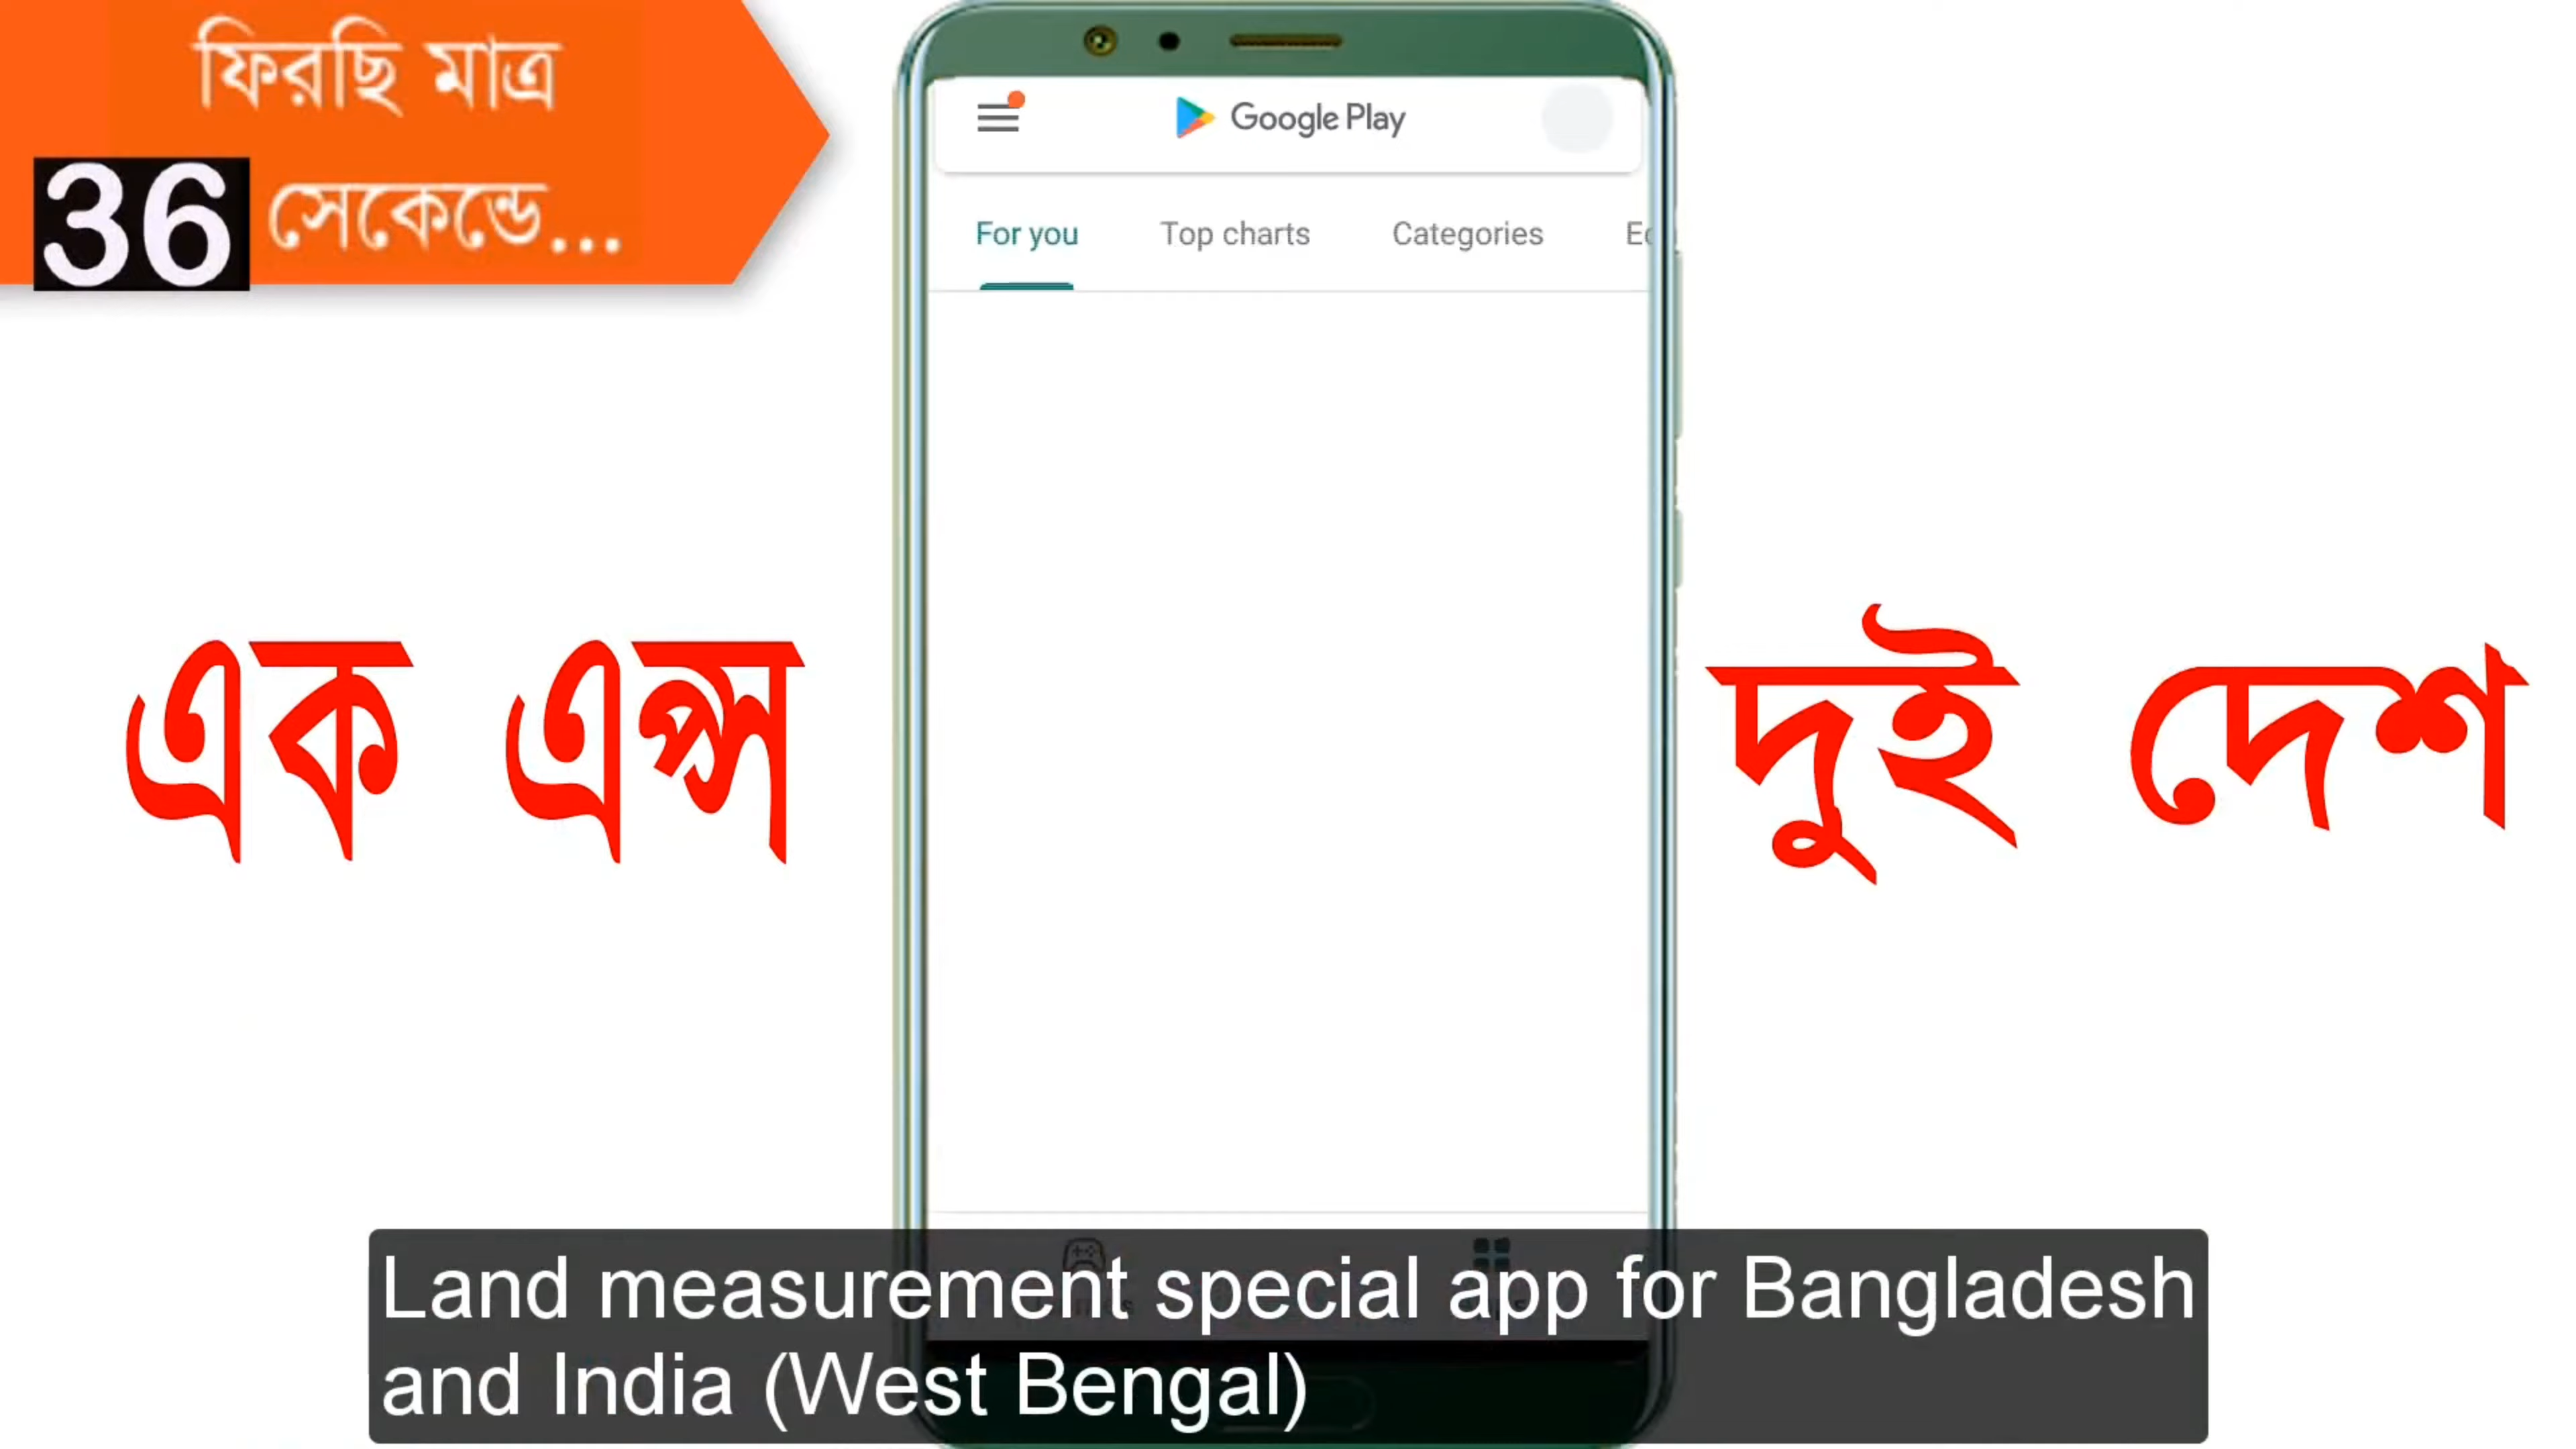 ফিরছি মাত্র
36 সেকেন্ডে...
Google Play
For you
Top charts
Categories
এক এপ্স
দুই দেশ
Land measurement special app for Bangladesh
and India (West Bengal)